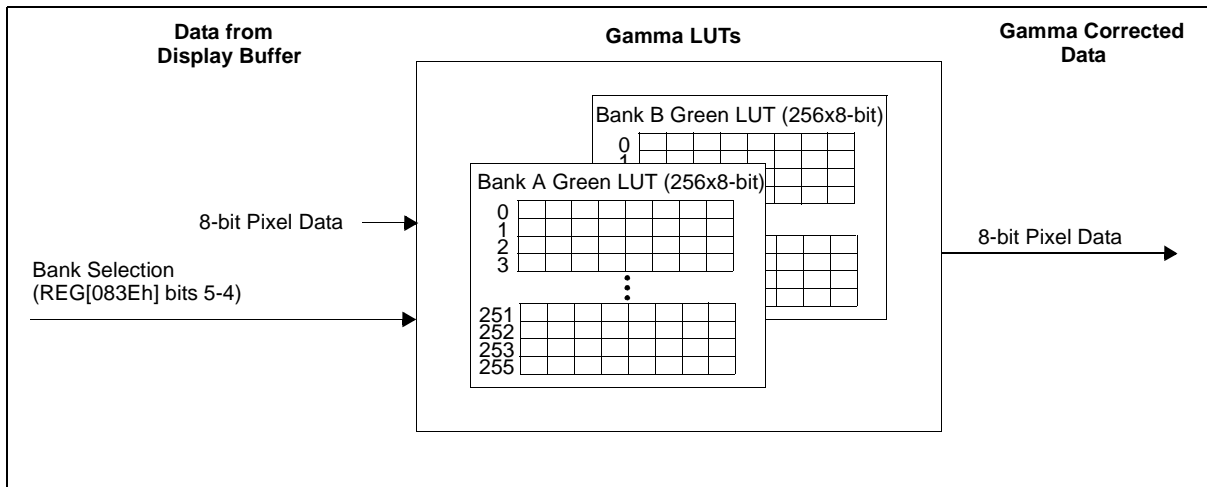 Data from
Display Buffer
Gamma LUTs
Gamma Corrected
Data
Bank B Green LUT (256x8-bit)
0
1
Bank A Green LUT (256x8-bit)
0
1
2
3
251
252
253
255
8-bit Pixel Data
Bank Selection
(REG[083Eh] bits 5-4)
8-bit Pixel Data